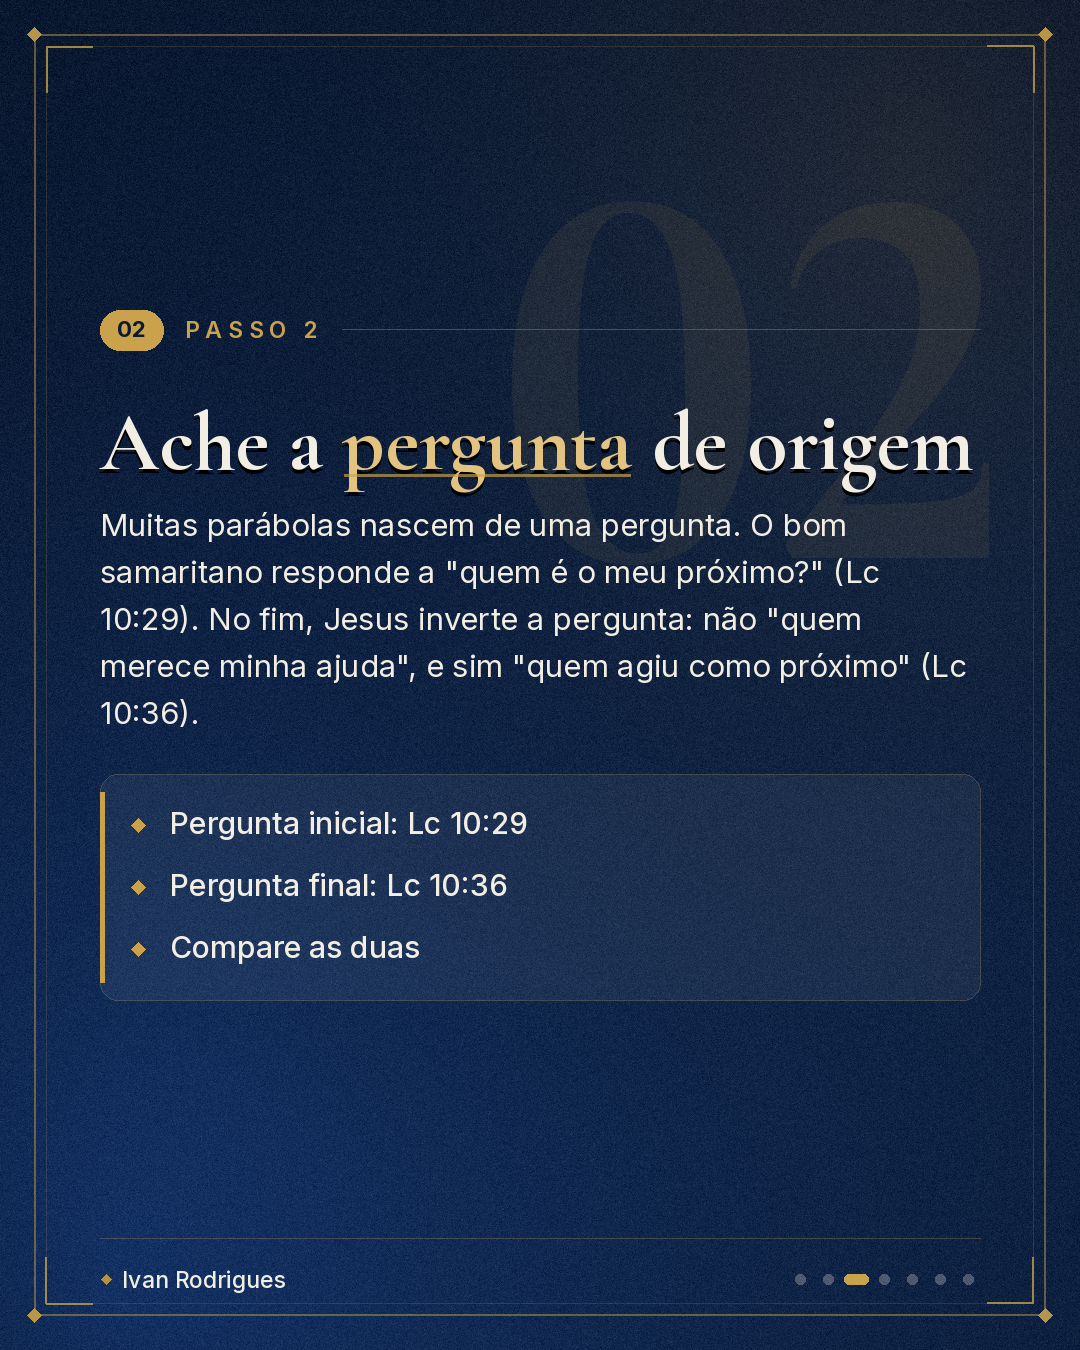 02
02 PASSO 2
Ache a pergunta de origem
Muitas parábolas nascem de uma pergunta. O bom
samaritano responde a "quem é o meu próximo?" (Lc
10:29). No fim, Jesus inverte a pergunta: não "quem
merece minha ajuda", e sim "quem agiu como próximo" (Lc
10:36).
Pergunta inicial: Lc 10:29
Pergunta final: Lc 10:36
Compare as duas
Ivan Rodrigues